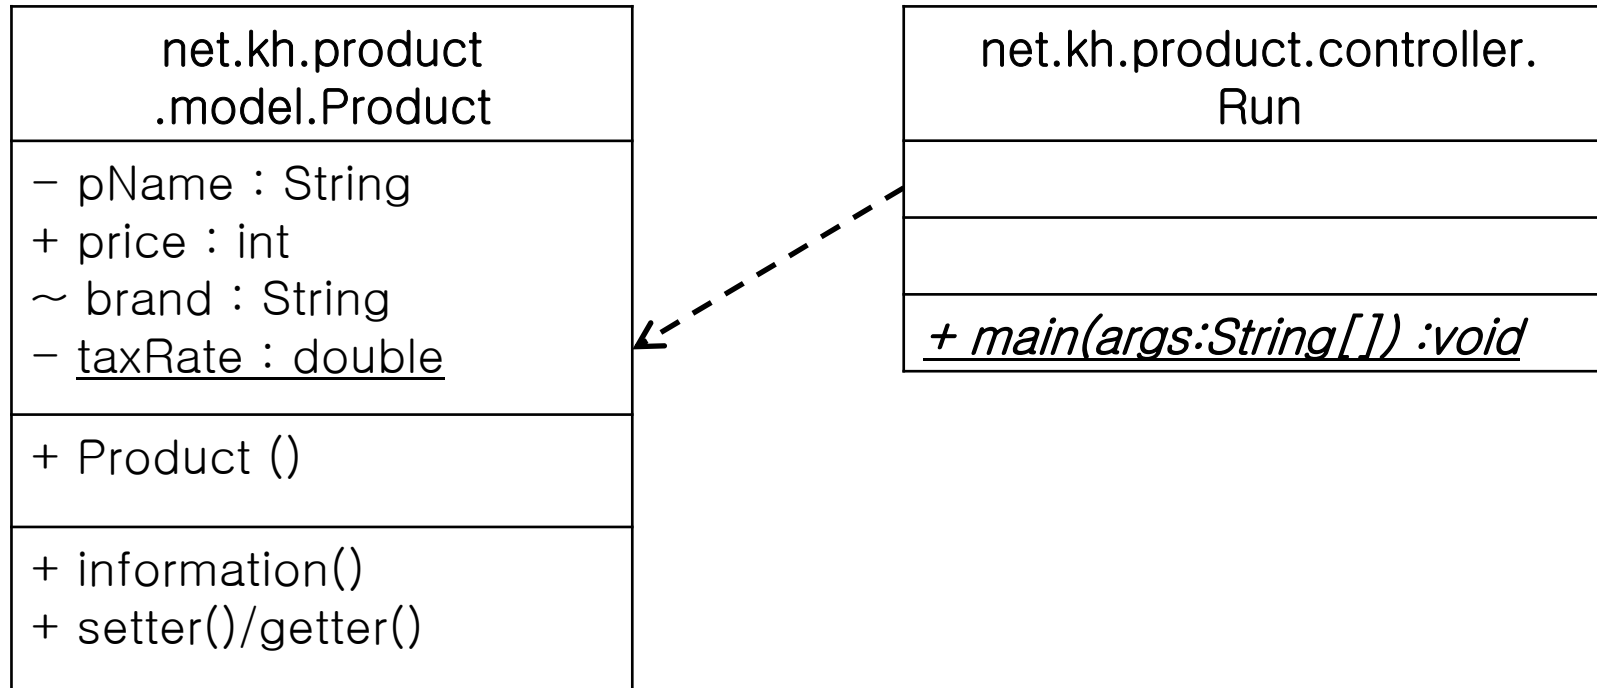 net.kh.product
.model.Product
- pName : String
+ price : int
~ brand : String
- taxRate : double
+ Product ()
+ information()
+ setter()/getter()
net.kh.product.controller.
Run
+ main(args:String[]) :void